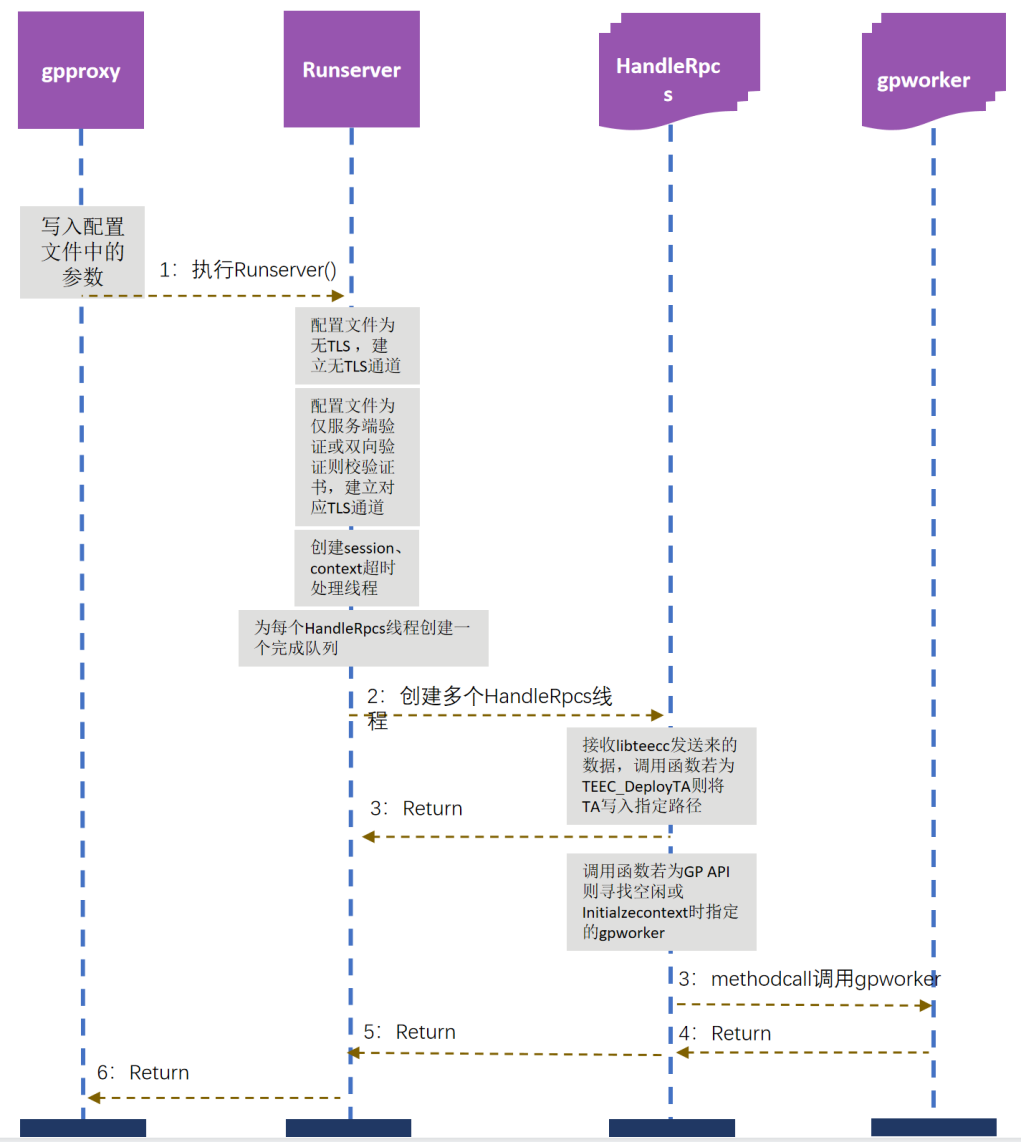 gpproxy
Runserver
HandleRpc
s
gpworker
写入配置
文件中的
参数
1：执行Runserver()
配置文件为
无TLS，建
立无TLS通道
配置文件为
仅服务端验
证或双向验
证则校验证
书，建立对
应TLS通道
创建session、
context超时
处理线程
为每个HandleRpcs线程创建一
个完成队列
2：创建多个HandleRpcs线
程
接收libteecc发送来的
数据，调用函数若为
TEEC_DeployTA则将
TA写入指定路径
3：Return
调用函数若为GP API
则寻找空闲或
Initialzecontext时指定
的gpworker
3：methodcall调用gpworker
5：Return
4：Return
6：Return